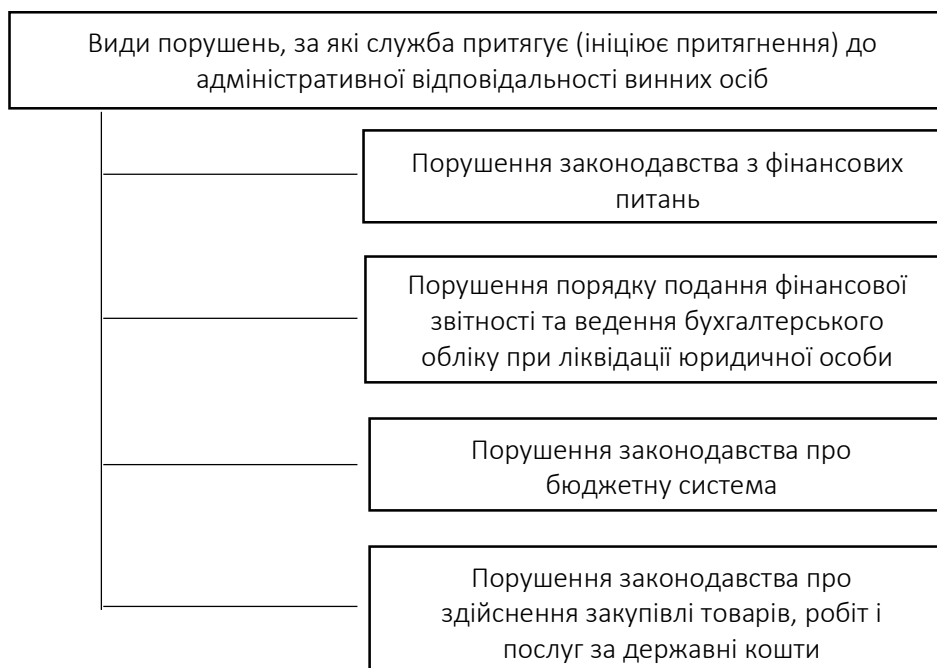 Види порушень, за які служба притягує (ініціює притягнення) до
адміністративної відповідальності винних осіб
Порушення законодавства з фінансових
питань
Порушення порядку подання фінансової
звітності та ведення бухгалтерського
обліку при ліквідації юридичної особи
Порушення законодавства про
бюджетну система
Порушення законодавства про
здійснення закупівлі товарів, робіт і
послуг за державні кошти